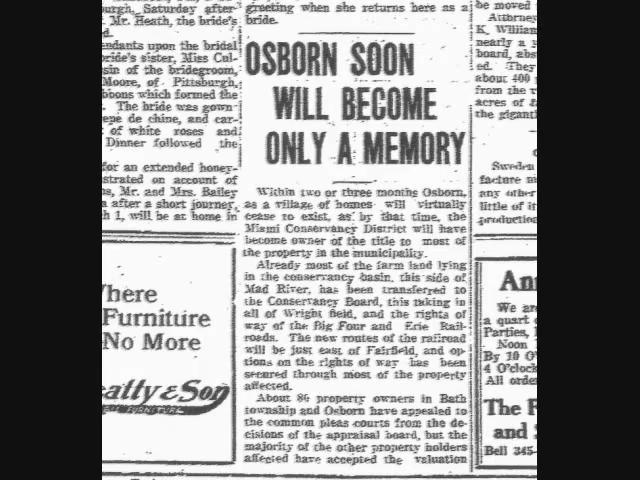 burgh, Saturday after-
Mr. Heath, the bride's
d.
endants upon the bridal
bride's sister, Miss Cul-
sin of the bridegroom,
Moore, of Pittsburgh,
bbons which formed the
The bride was gown-
epe de chine, and car-
of white roses and
Dinner followed the
for an extended honey-
strated on account of
Mr. and Mrs. Bailey
a after a short journey,
h 1, will be at home in
here
Furniture
No More
eatty & Son
FURNITURE
greeting when she returns here as a
bride.
OSBORN SOON
WILL BECOME
ONLY A MEMORY
Within two or three months Osborn,
as a village of homes will virtually
cease to exist, as by that time, the
Miami Conservancy District will have
become owner of the title to most of
the property in the municipality.
Already most of the farm land lying
in the conservancy basin, this side of
Mad River, has been transferred to
the Conservancy Board, this taking in
all of Wright field, and the rights of
way of the Big Four and Erie Rail-
roads. The new routes of the railroad
will be just east of Fairfield, and op-
tions on the rights of way has been
secured through most of the property
affected.
About 86 property owners in Bath
township and Osborn have appealed to
the common pleas courts from the de-
cisions of the appraisal board, but the
majority of the other property holders
affected have accepted the valuation
be moved
Attorney
K. William
nearly a y
board, abs
ed. They
about 400
from the v
acres of
the gigant
Sweden
facture m
any other
little of it
productio
Ann
We are
a quart
Parties,
Noon
By 10 O'
4 O'clock
All order
The F
and
Bell 345-